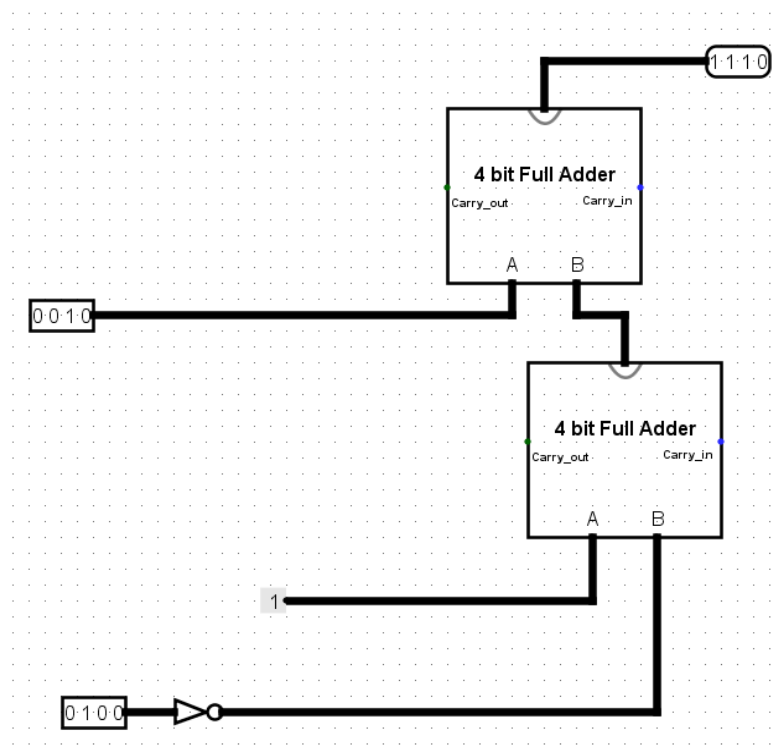 1110
4 bit Full Adder
Carry_out
Carry_in
A
B
0010
4 bit Full Adder
Carry_out
Carry_in
A
B
1
0100